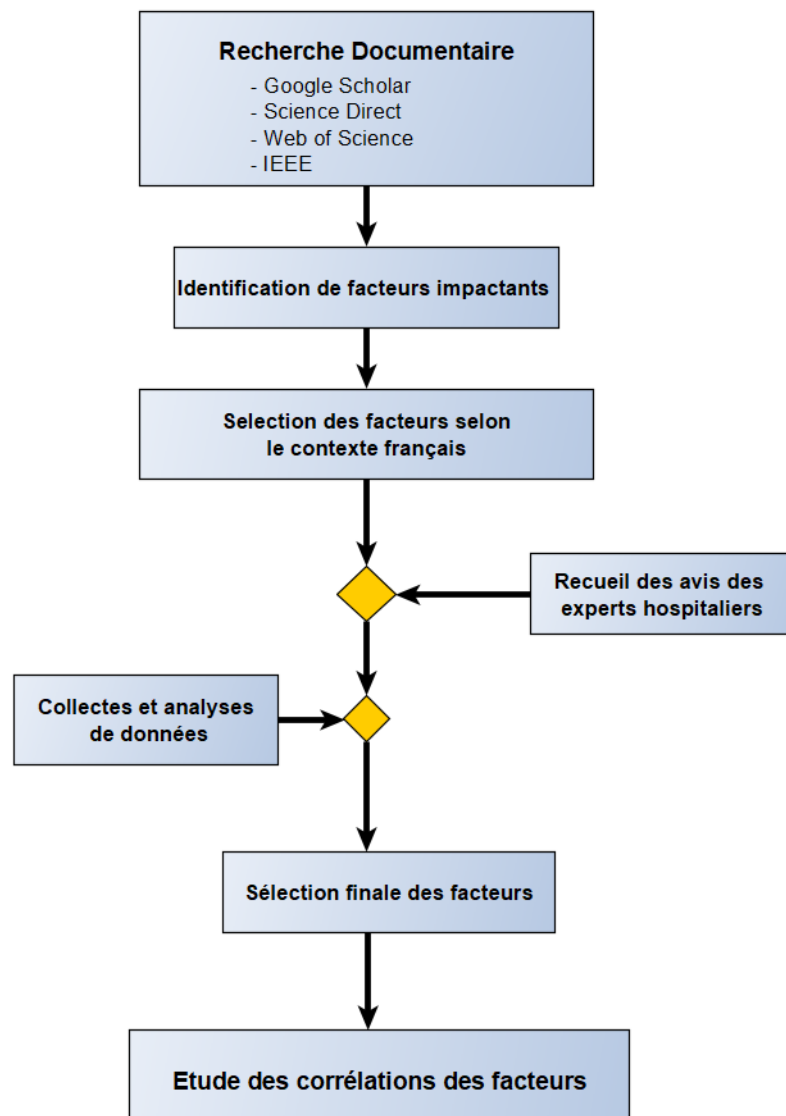 Recherche Documentaire
- Google Scholar
- Science Direct
- Web of Science
- IEEE
Identification de facteurs impactants
Selection des facteurs selon
le contexte français
Recueil des avis des
experts hospitaliers
Collectes et analyses
de données
Sélection finale des facteurs
Etude des corrélations des facteurs